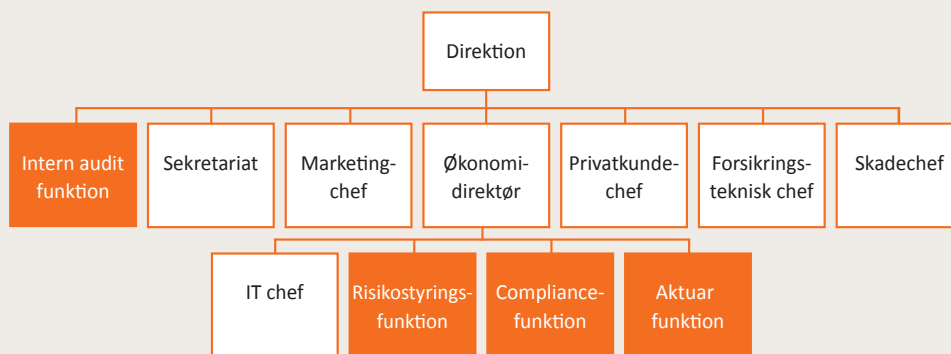 Direktion
Intern audit
funktion
Sekretariat
Marketing-
chef
Økonomi-
direktør
Privatkunde-
chef
Forsikrings-
teknisk chef
Skadechef
IT chef
Risikostyrings-
funktion
Compliance-
funktion
Aktuar
funktion